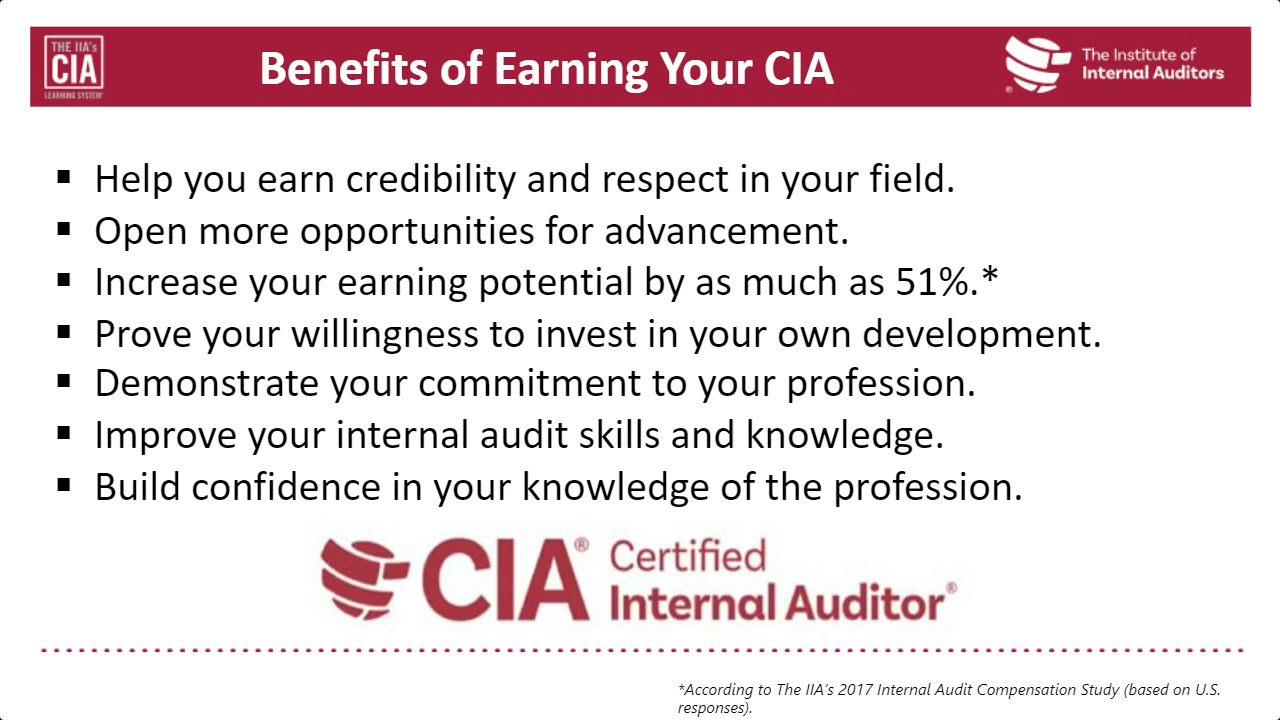 THE IIA's
CIA
LEARNING SYSTEM®
Benefits of Earning Your CIA
The Institute of
Internal Auditors
®
▪ Help you earn credibility and respect in your field.
▪ Open more opportunities for advancement.
▪ Increase your earning potential by as much as 51%.*
▪ Prove your willingness to invest in your own development.
▪ Demonstrate your commitment to your profession.
▪ Improve your internal audit skills and knowledge.
▪ Build confidence in your knowledge of the profession.
CIA® Certified
Internal Auditor®
*According to The IIA's 2017 Internal Audit Compensation Study (based on U.S.
responses).